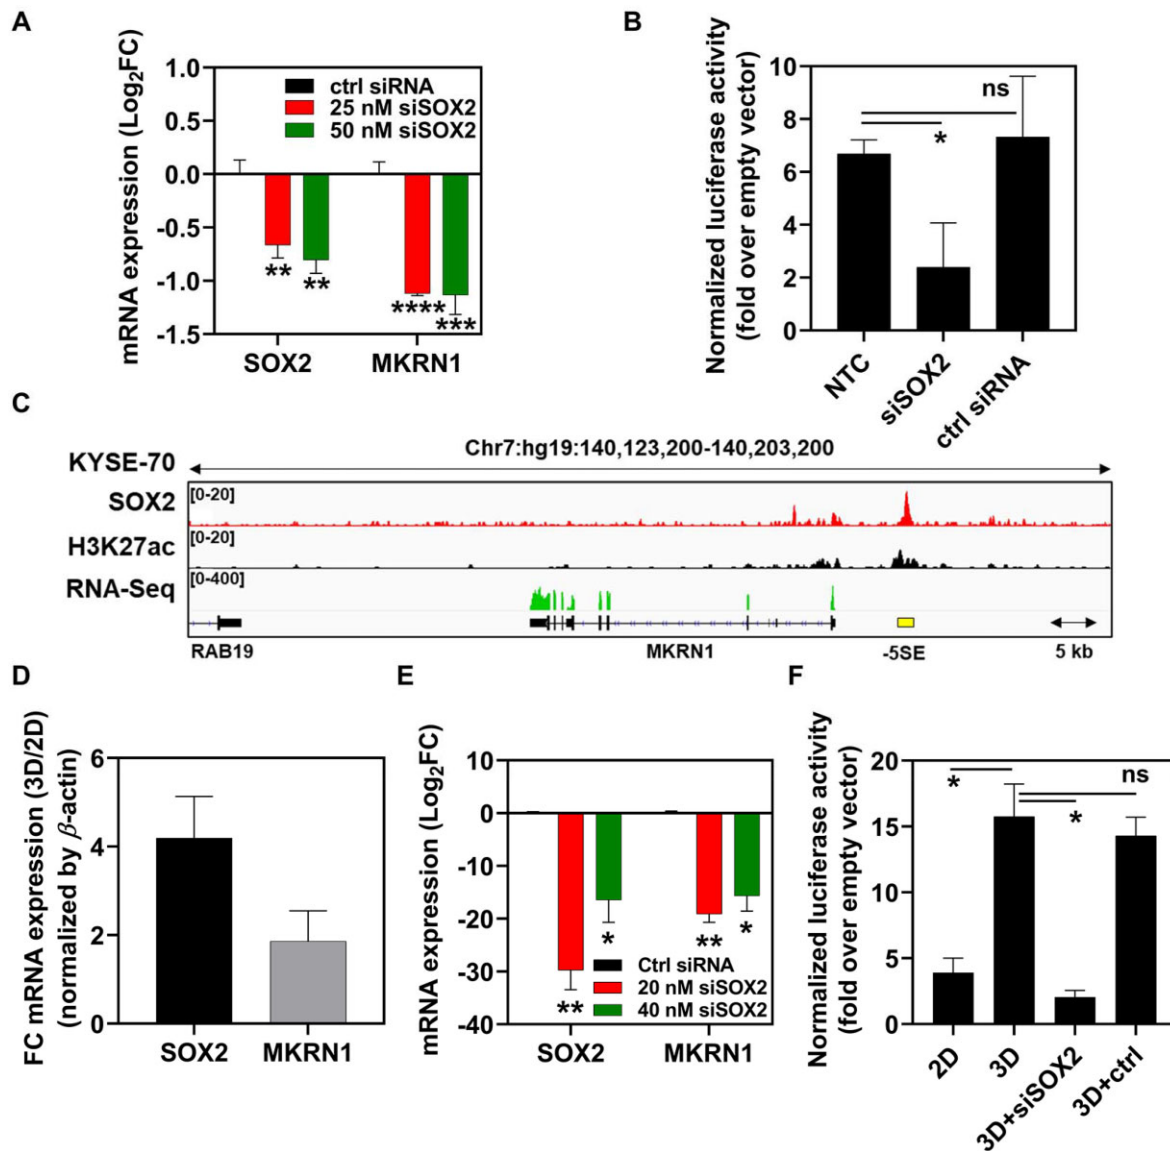 A
mRNA expression (Log₂FC)
1.0
0.5
0.0
-0.5
-1.0
-1.5
ctrl siRNA
25 nM siSOX2
50 nM siSOX2
**
**
****
***
SOX2
MKRN1
B
Normalized luciferase activity
(fold over empty vector)
10
8
6
4
2
0
ns
*
NTC
siSOX2
ctrl siRNA
C
Chr7:hg19:140,123,200-140,203,200
KYSE-70
SOX2
[0-20]
H3K27ac
[0-20]
RNA-Seq
[0-400]
RAB19
MKRN1
-5SE
5 kb
D
FC mRNA expression (3D/2D)
(normalized by β-actin)
6
4
2
0
SOX2
MKRN1
E
mRNA expression (Log₂FC)
10
0
-10
-20
-30
-40
**
*
**
*
Ctrl siRNA
20 nM siSOX2
40 nM siSOX2
SOX2
MKRN1
F
Normalized luciferase activity
(fold over empty vector)
20
15
10
5
0
*
*
ns
2D
3D
3D+siSOX2
3D+ctrl